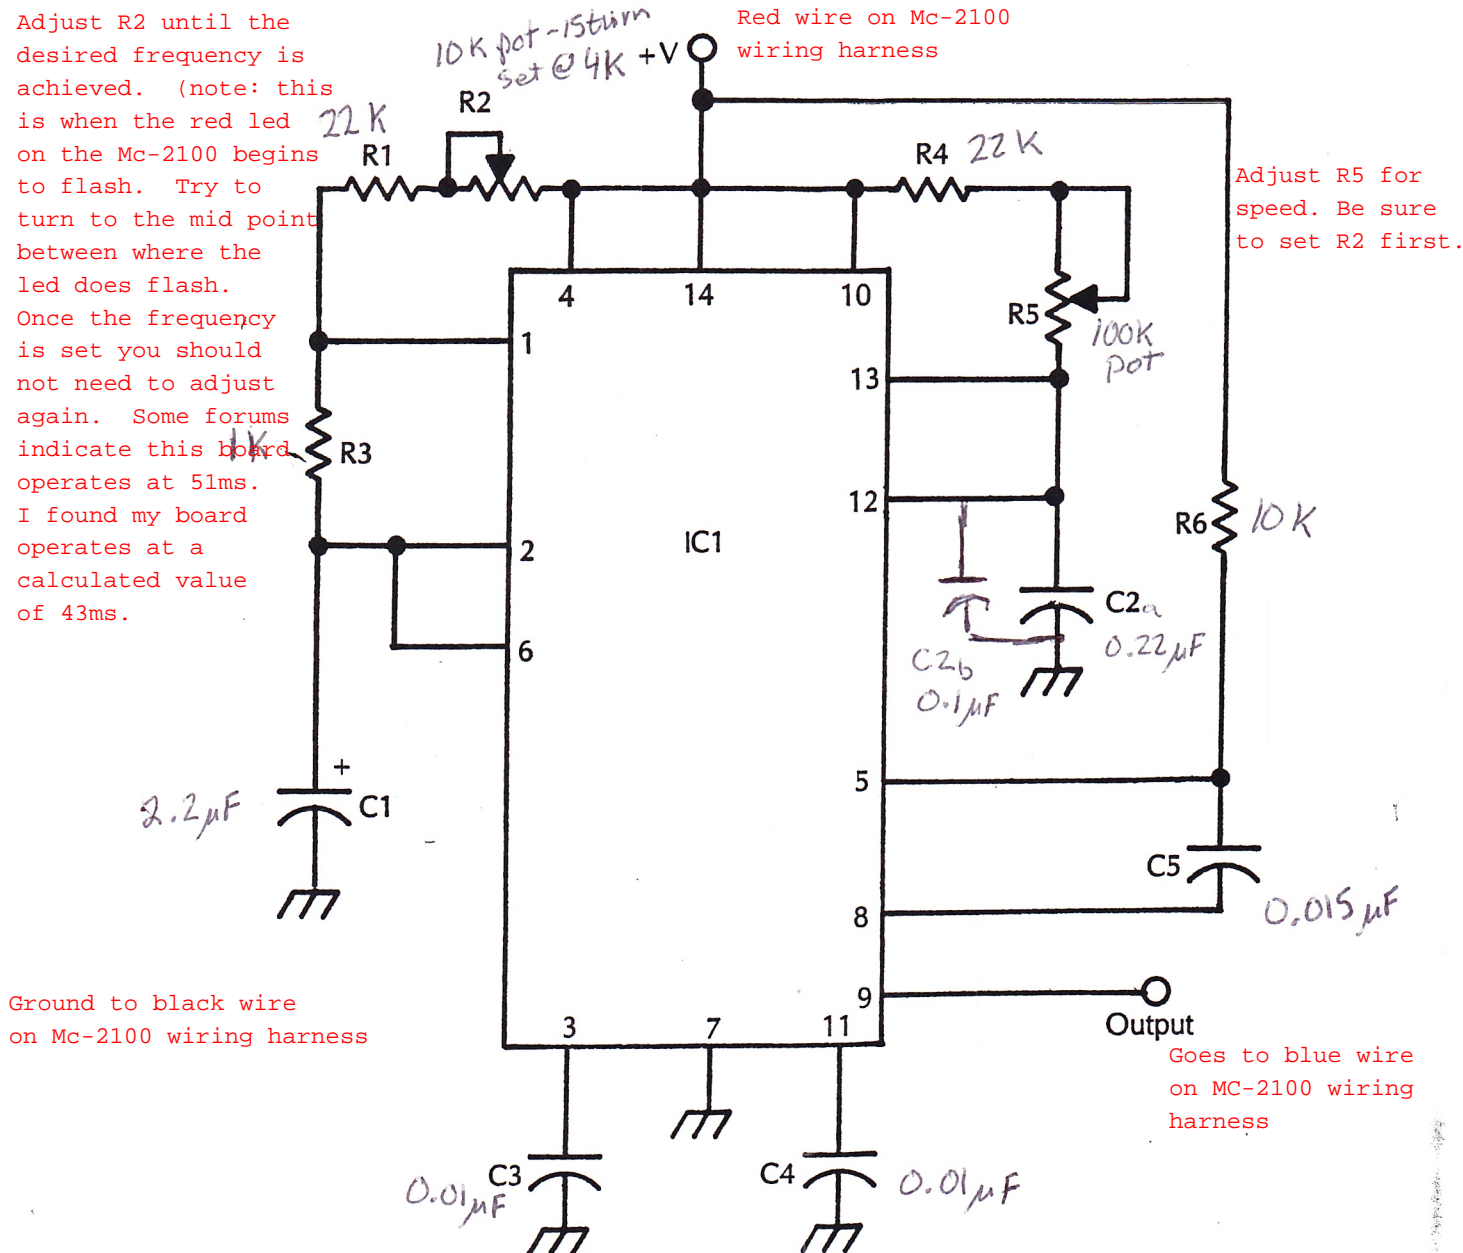 Adjust R2 until the
desired frequency is
achieved.  (note: this
is when the red led
on the Mc-2100 begins
to flash.  Try to
turn to the mid point
between where the
led does flash.
Once the frequency
is set you should
not need to adjust
again.  Some forums
indicate this board
operates at 51ms.
I found my board
operates at a
calculated value
of 43ms.
10K pot-15turn
set @ 4K
+V
Red wire on Mc-2100
wiring harness
R2
22K
R1
R4
22K
Adjust R5 for
speed. Be sure
to set R2 first.
4
14
10
1
R5
100K
pot
13
1K
R3
12
R6
10K
2
IC1
6
C2a
0.22µF
C2b
0.1µF
+
5
2.2µF
C1
C5
0.015µF
8
9
Output
Ground to black wire
on Mc-2100 wiring harness
3
7
11
Goes to blue wire
on MC-2100 wiring
harness
C3
0.01µF
C4
0.01µF